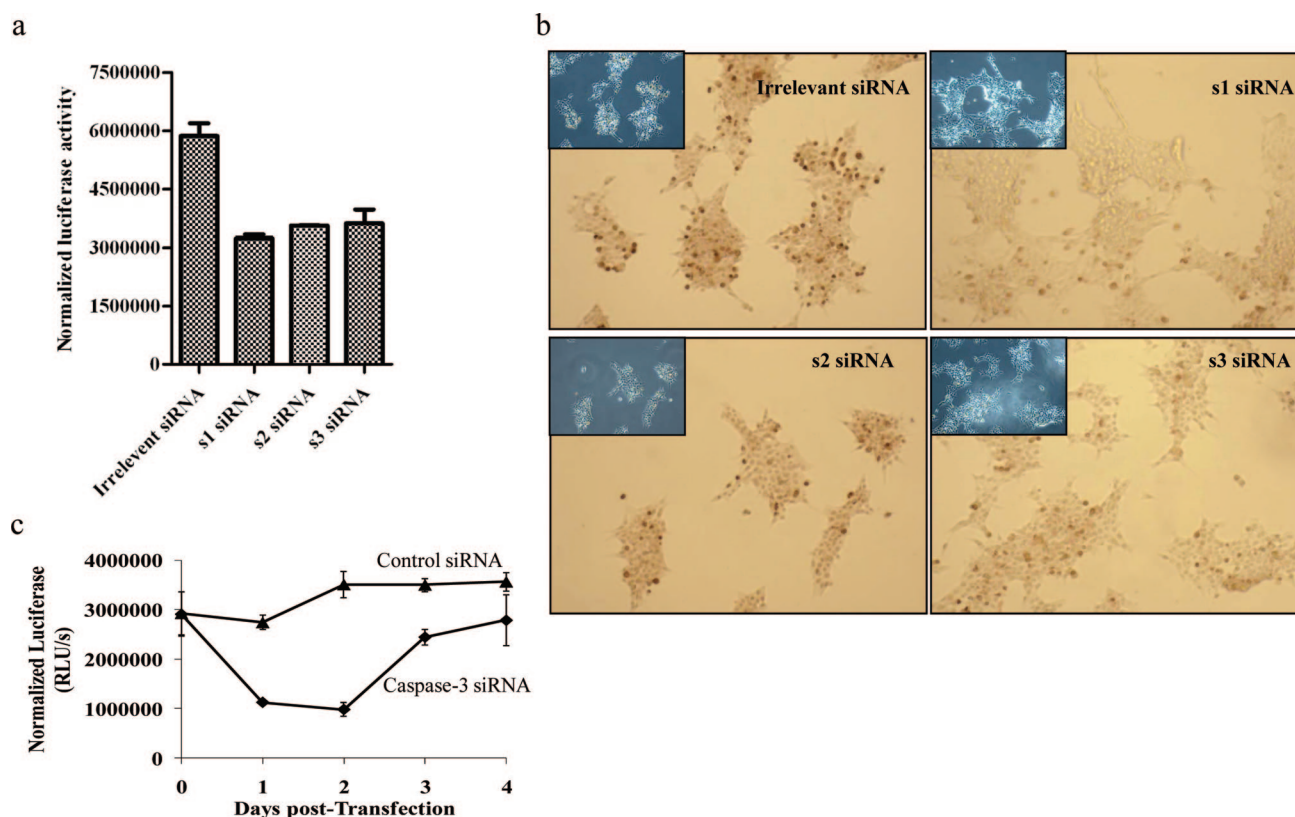 a
7500000
6000000
4500000
3000000
1500000
0
Normalized luciferase activity
Irrelevent siRNA
s1 siRNA
s2 siRNA
s3 siRNA
b
Irrelevant siRNA
s1 siRNA
s2 siRNA
s3 siRNA
c
4000000
3000000
2000000
1000000
0
Normalized Luciferase
(RLU/s)
Control siRNA
Caspase-3 siRNA
0 1 2 3 4
Days post-Transfection